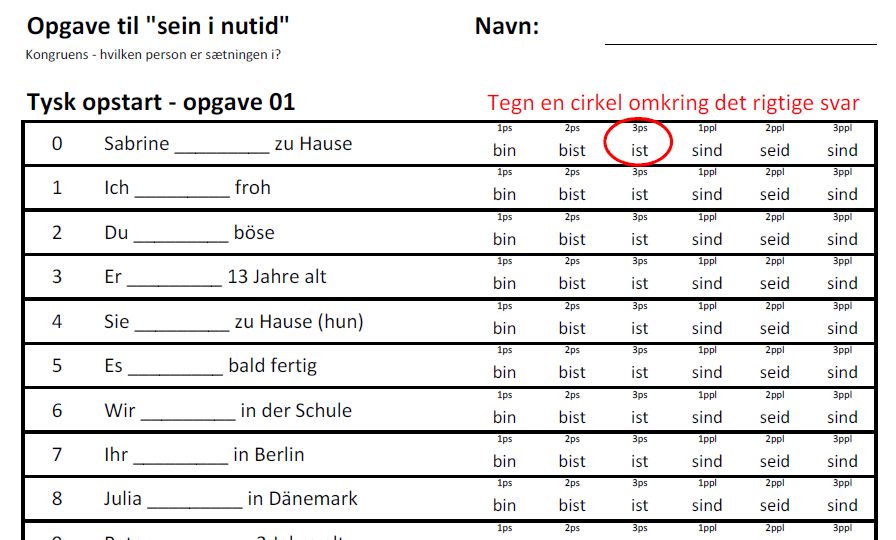 Opgave til "sein i nutid" Navn: ____________________
Kongruens - hvilken person er sætningen i?
Tysk opstart - opgave 01 Tegn en cirkel omkring det rigtige svar
1ps 2ps 3ps 1ppl 2ppl 3ppl
0 Sabrine _________ zu Hause bin bist ist sind seid sind
1ps 2ps 3ps 1ppl 2ppl 3ppl
1 Ich _________ froh bin bist ist sind seid sind
1ps 2ps 3ps 1ppl 2ppl 3ppl
2 Du _________ böse bin bist ist sind seid sind
1ps 2ps 3ps 1ppl 2ppl 3ppl
3 Er _________ 13 Jahre alt bin bist ist sind seid sind
1ps 2ps 3ps 1ppl 2ppl 3ppl
4 Sie _________ zu Hause (hun) bin bist ist sind seid sind
1ps 2ps 3ps 1ppl 2ppl 3ppl
5 Es _________ bald fertig bin bist ist sind seid sind
1ps 2ps 3ps 1ppl 2ppl 3ppl
6 Wir _________ in der Schule bin bist ist sind seid sind
1ps 2ps 3ps 1ppl 2ppl 3ppl
7 Ihr _________ in Berlin bin bist ist sind seid sind
1ps 2ps 3ps 1ppl 2ppl 3ppl
8 Julia _________ in Dänemark bin bist ist sind seid sind
1ps 2ps 3ps 1ppl 2ppl 3ppl